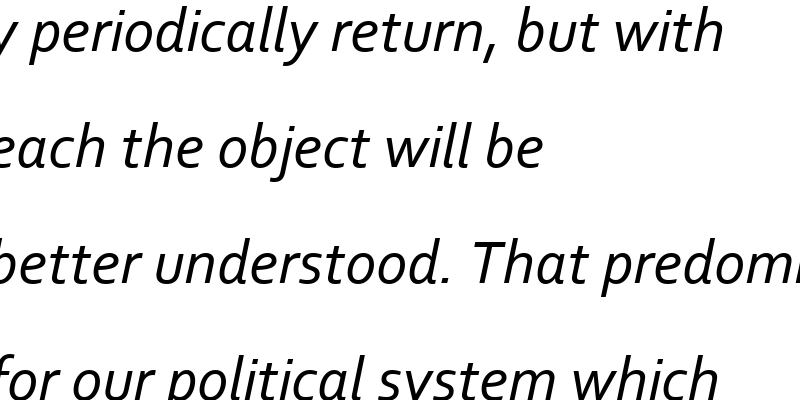 y periodically return, but with
each the object will be
better understood. That predomi
for our political system which